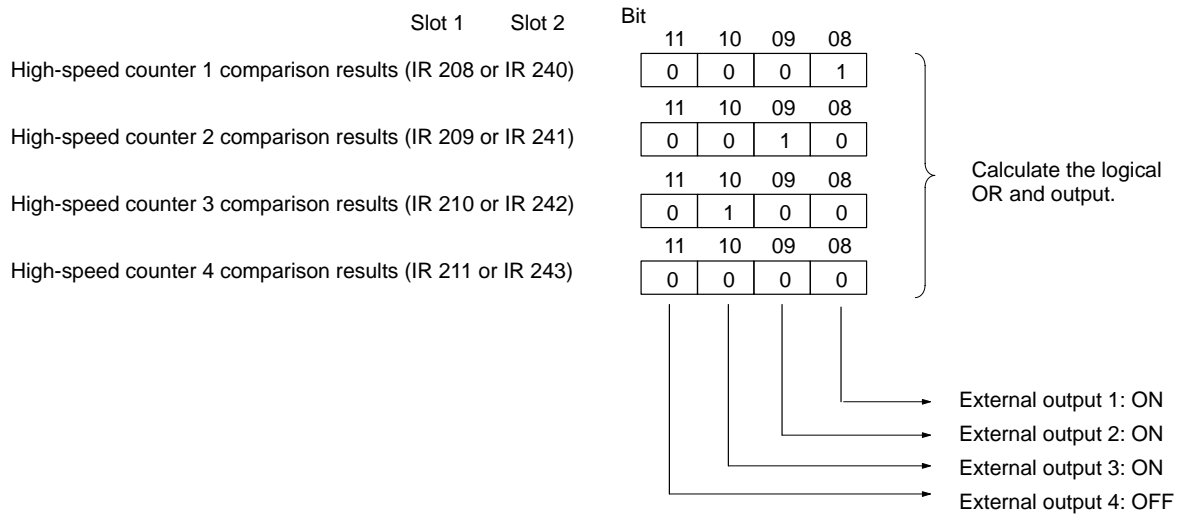 Slot 1 Slot 2 Bit
11 10 09 08
High-speed counter 1 comparison results (IR 208 or IR 240) 0 0 0 1
11 10 09 08
High-speed counter 2 comparison results (IR 209 or IR 241) 0 0 1 0
Calculate the logical
OR and output.
11 10 09 08
High-speed counter 3 comparison results (IR 210 or IR 242) 0 1 0 0
11 10 09 08
High-speed counter 4 comparison results (IR 211 or IR 243) 0 0 0 0
External output 1: ON
External output 2: ON
External output 3: ON
External output 4: OFF